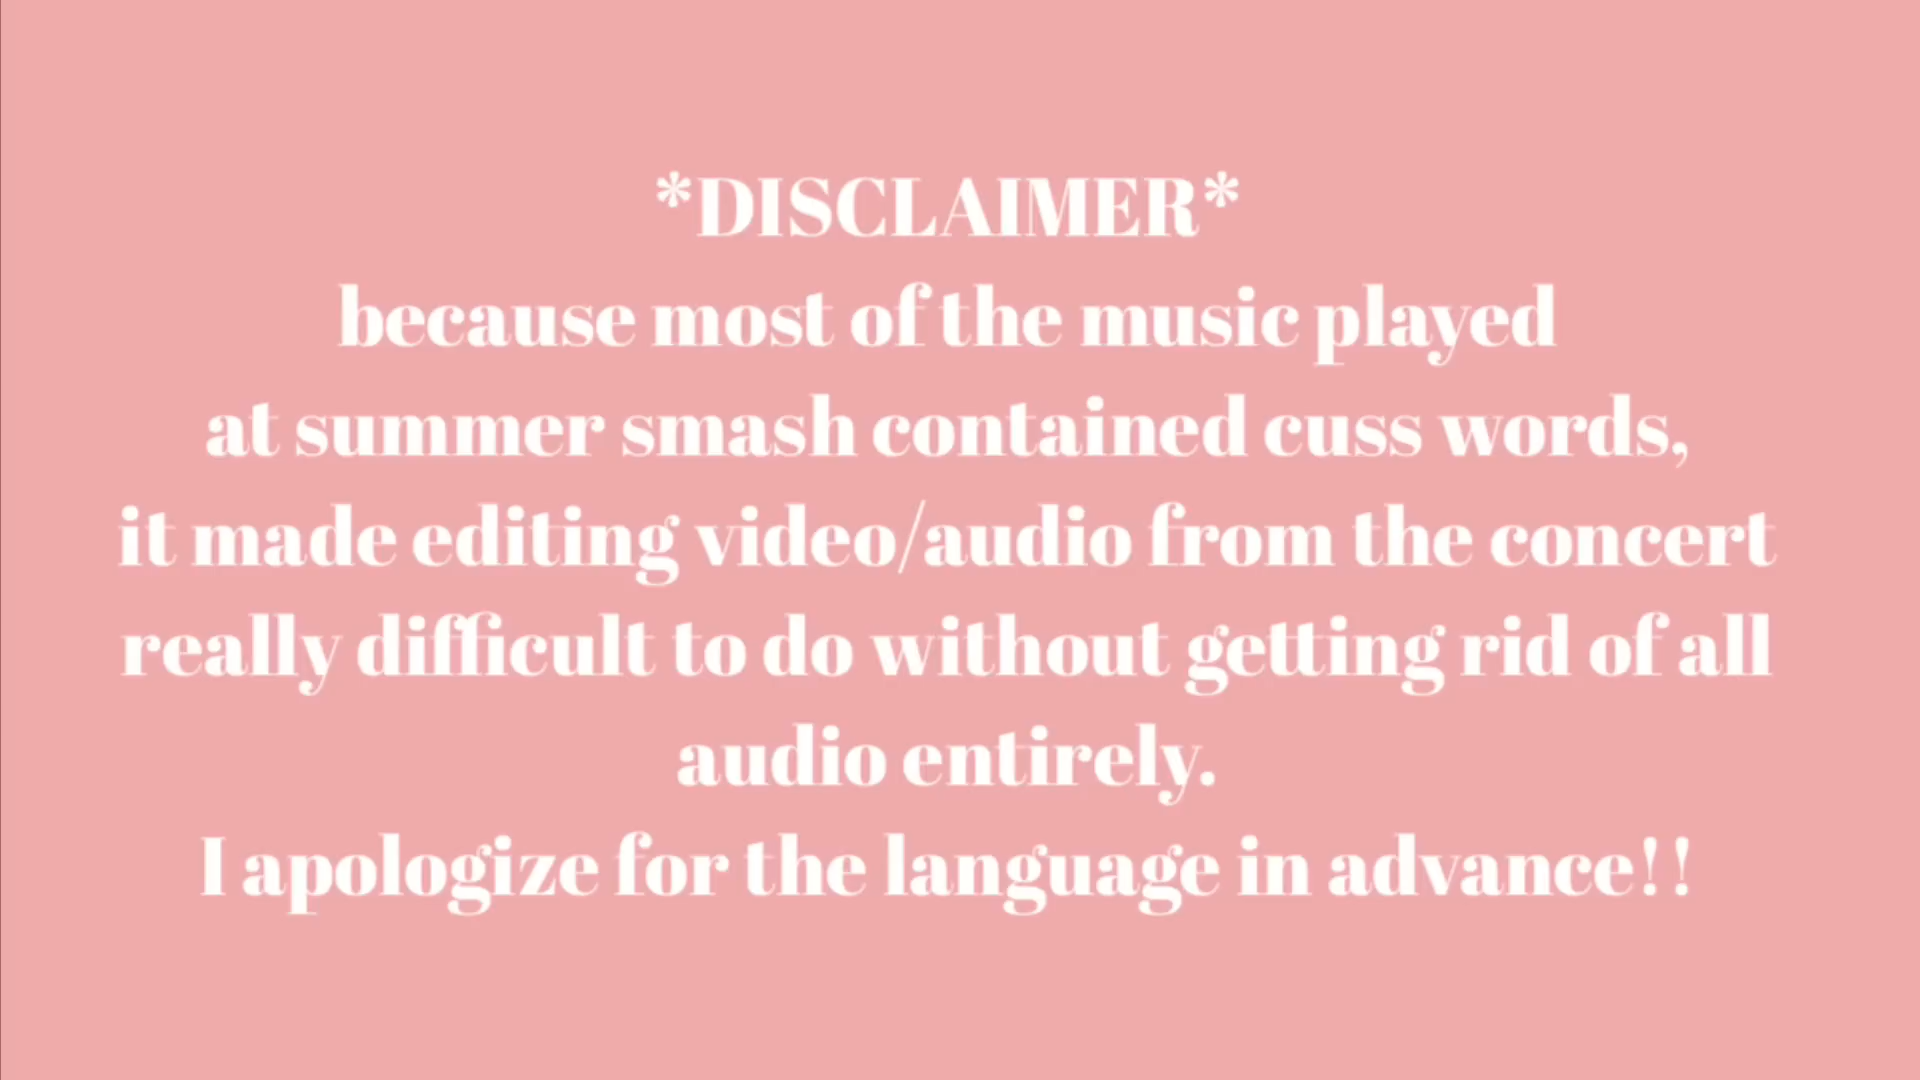 *DISCLAIMER*
because most of the music played
at summer smash contained cuss words,
it made editing video/audio from the concert
really difficult to do without getting rid of all
audio entirely.
I apologize for the language in advance!!